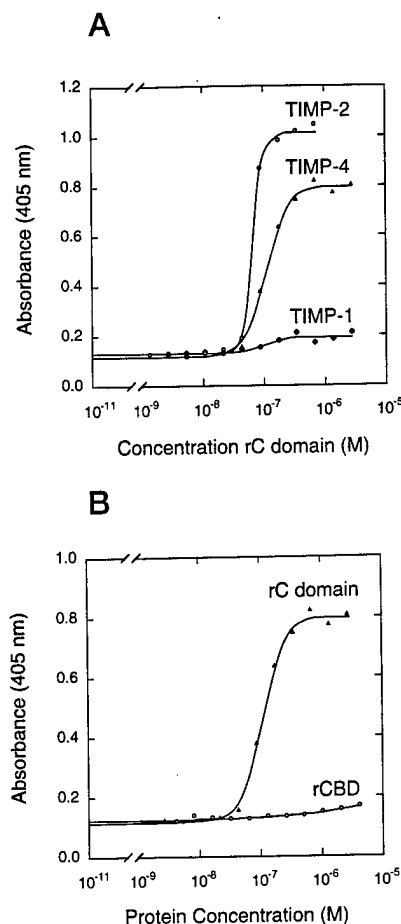 A
1.2
1.0
0.8
0.6
0.4
0.2
0.0
Absorbance (405 nm)
TIMP-2
TIMP-4
TIMP-1
10-11 10-9 10-8 10-7 10-6 10-5
Concentration rC domain (M)
B
1.0
0.8
0.6
0.4
0.2
0.0
Absorbance (405 nm)
rC domain
rCBD
10-11 10-9 10-8 10-7 10-6 10-5
Protein Concentration (M)